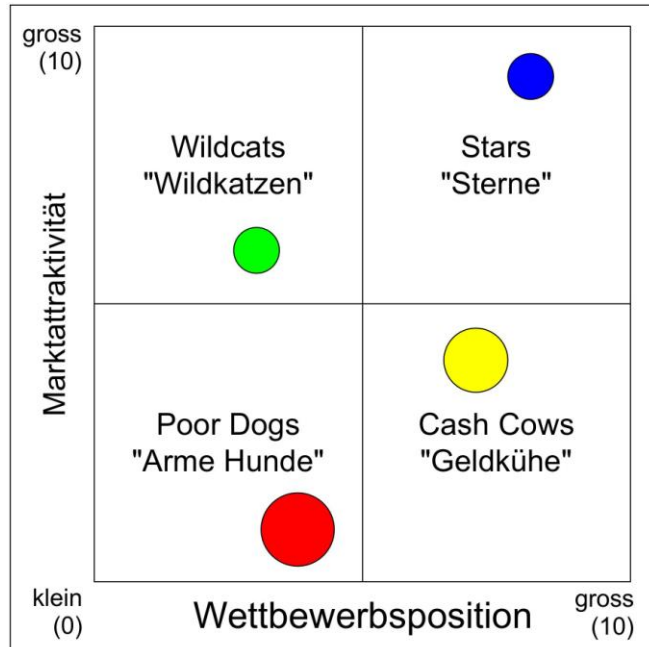 gross
(10)
Wildcats
"Wildkatzen"
Stars
"Sterne"
Marktattraktivität
Poor Dogs
"Arme Hunde"
Cash Cows
"Geldkühe"
klein
(0)
Wettbewerbsposition
gross
(10)